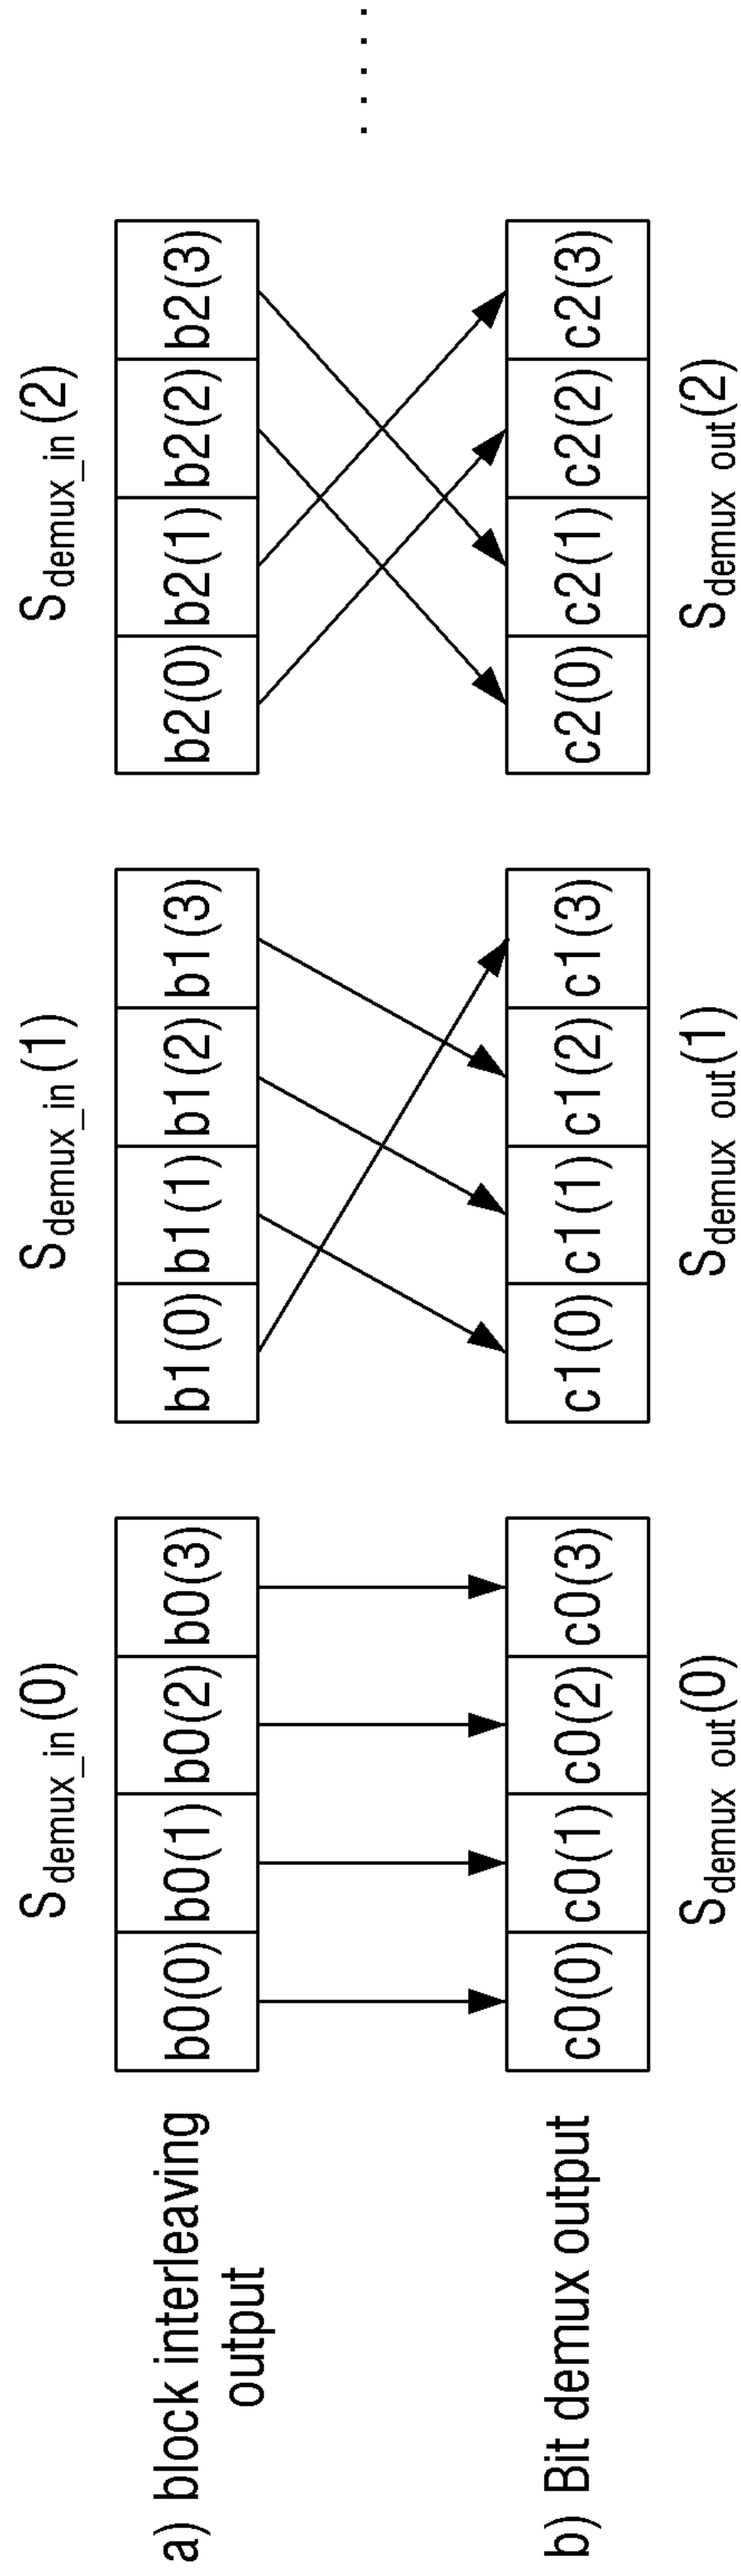 S demux_in (0) S demux_in (1) S demux_in (2)
a) block interleaving output b0(0) b0(1) b0(2) b0(3) b1(0) b1(1) b1(2) b1(3) b2(0) b2(1) b2(2) b2(3)
......
b) Bit demux output c0(0) c0(1) c0(2) c0(3) c1(0) c1(1) c1(2) c1(3) c2(0) c2(1) c2(2) c2(3)
S demux out (0) S demux out (1) S demux out (2)